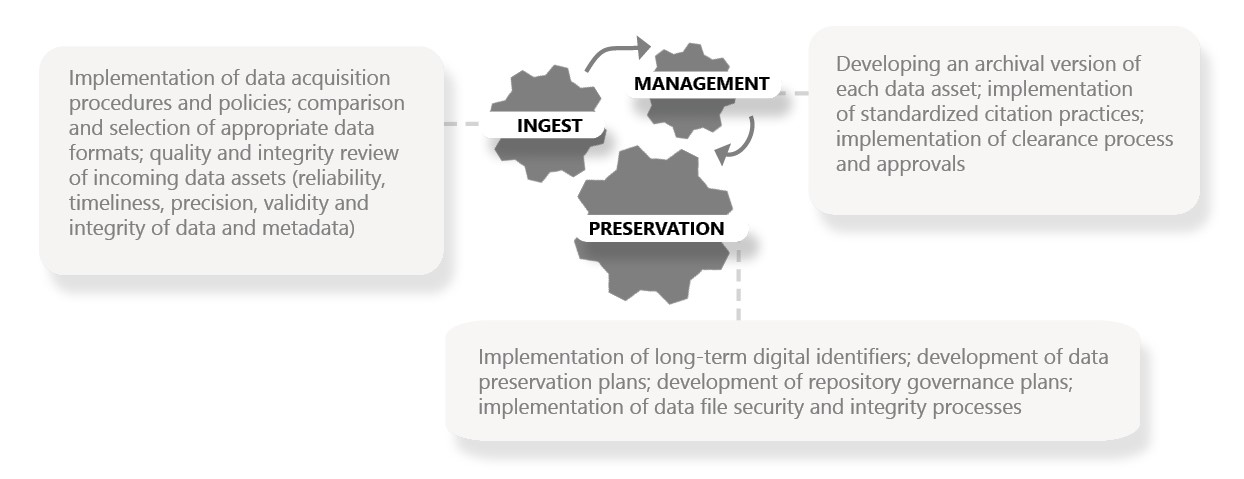 Implementation of data acquisition
procedures and policies; comparison
and selection of appropriate data
formats; quality and integrity review
of incoming data assets (reliability,
timeliness, precision, validity and
integrity of data and metadata)
INGEST
MANAGEMENT
Developing an archival version of
each data asset; implementation
of standardized citation practices;
implementation of clearance process
and approvals
PRESERVATION
Implementation of long-term digital identifiers; development of data
preservation plans; development of repository governance plans;
implementation of data file security and integrity processes